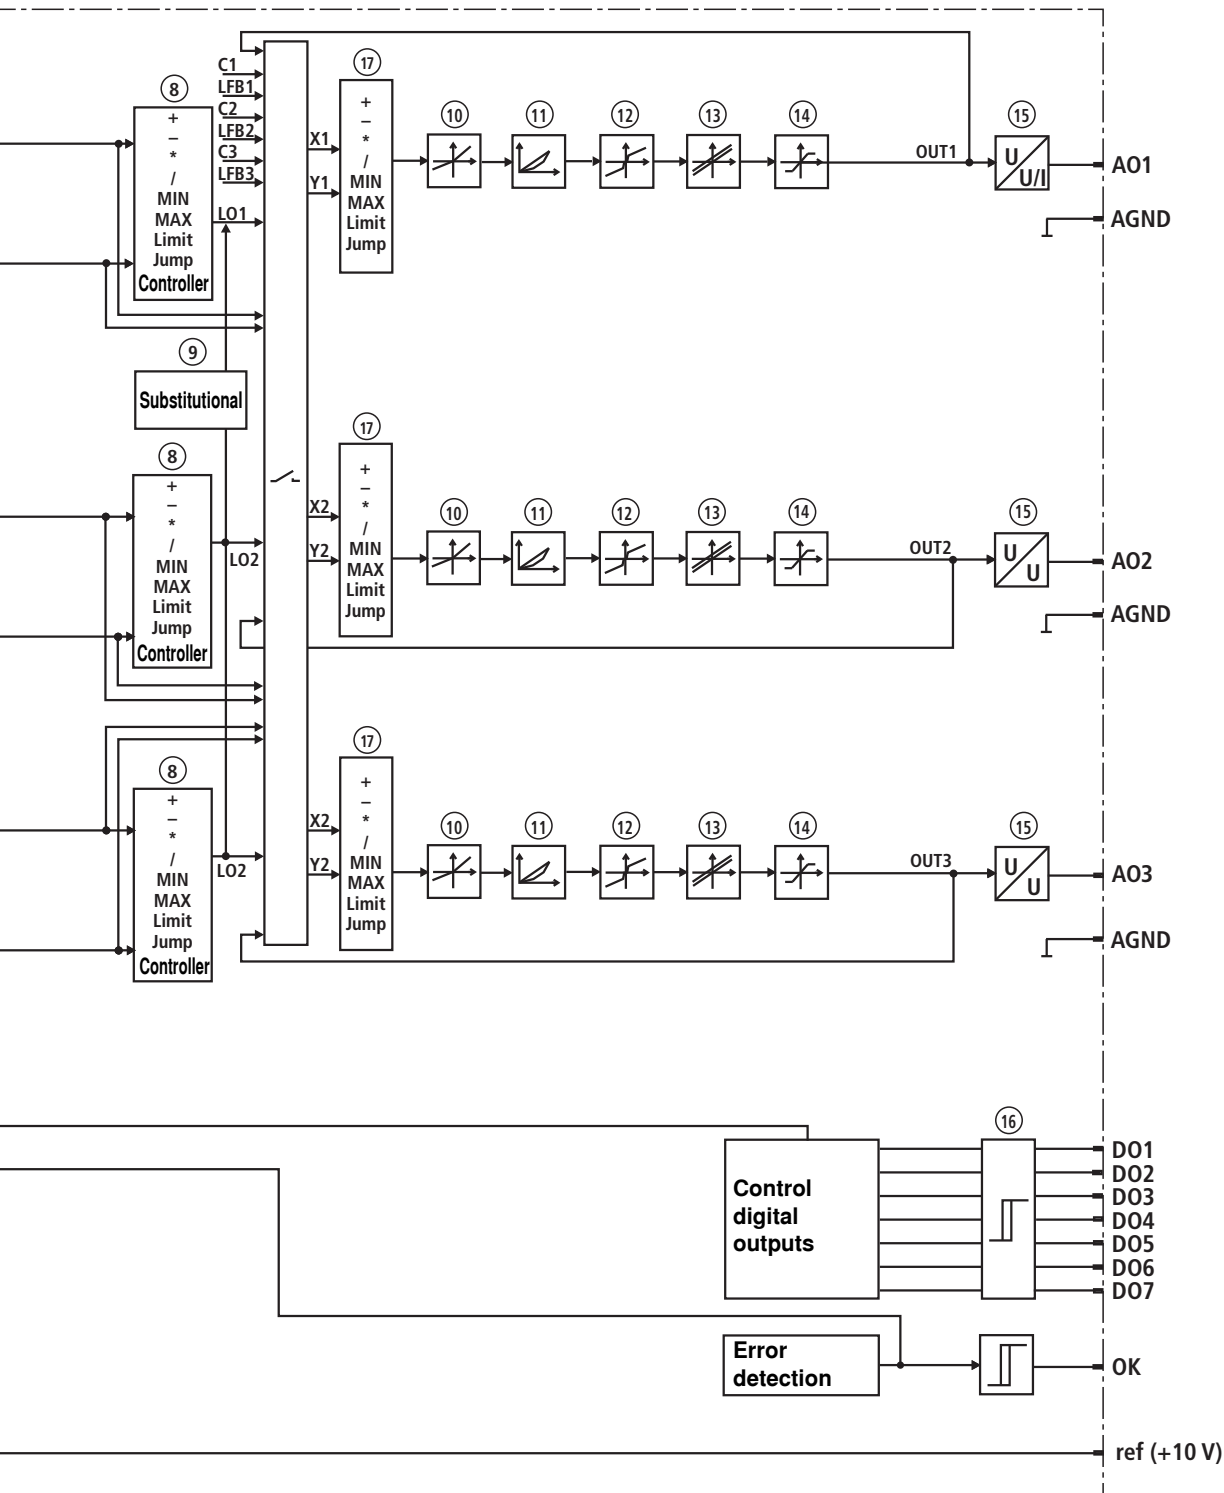 C1
LFB1
C2
LFB2
C3
LFB3
LO1
8
+
–
*
/
MIN
MAX
Limit
Jump
Controller
X1
Y1
17
+
–
*
/
MIN
MAX
Limit
Jump
10
11
12
13
14
OUT1
15
U
U/I
AO1
AGND
9
Substitutional
8
+
–
*
/
MIN
MAX
Limit
Jump
Controller
LO2
X2
Y2
17
+
–
*
/
MIN
MAX
Limit
Jump
10
11
12
13
14
OUT2
15
U
U
AO2
AGND
8
+
–
*
/
MIN
MAX
Limit
Jump
Controller
LO2
X2
Y2
17
+
–
*
/
MIN
MAX
Limit
Jump
10
11
12
13
14
OUT3
15
U
U
AO3
AGND
Control
digital
outputs
16
DO1
DO2
DO3
DO4
DO5
DO6
DO7
Error
detection
OK
ref (+10 V)